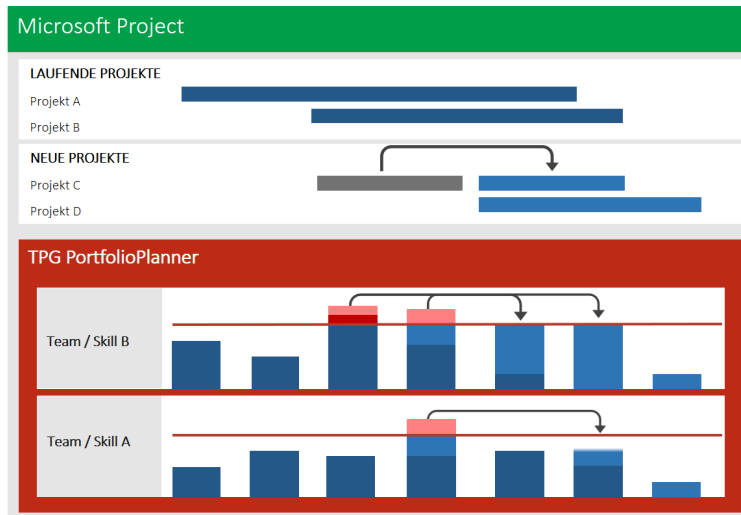 Microsoft Project
LAUFENDE PROJEKTE
Projekt A
Projekt B
NEUE PROJEKTE
Projekt C
Projekt D
TPG PortfolioPlanner
Team / Skill B
Team / Skill A